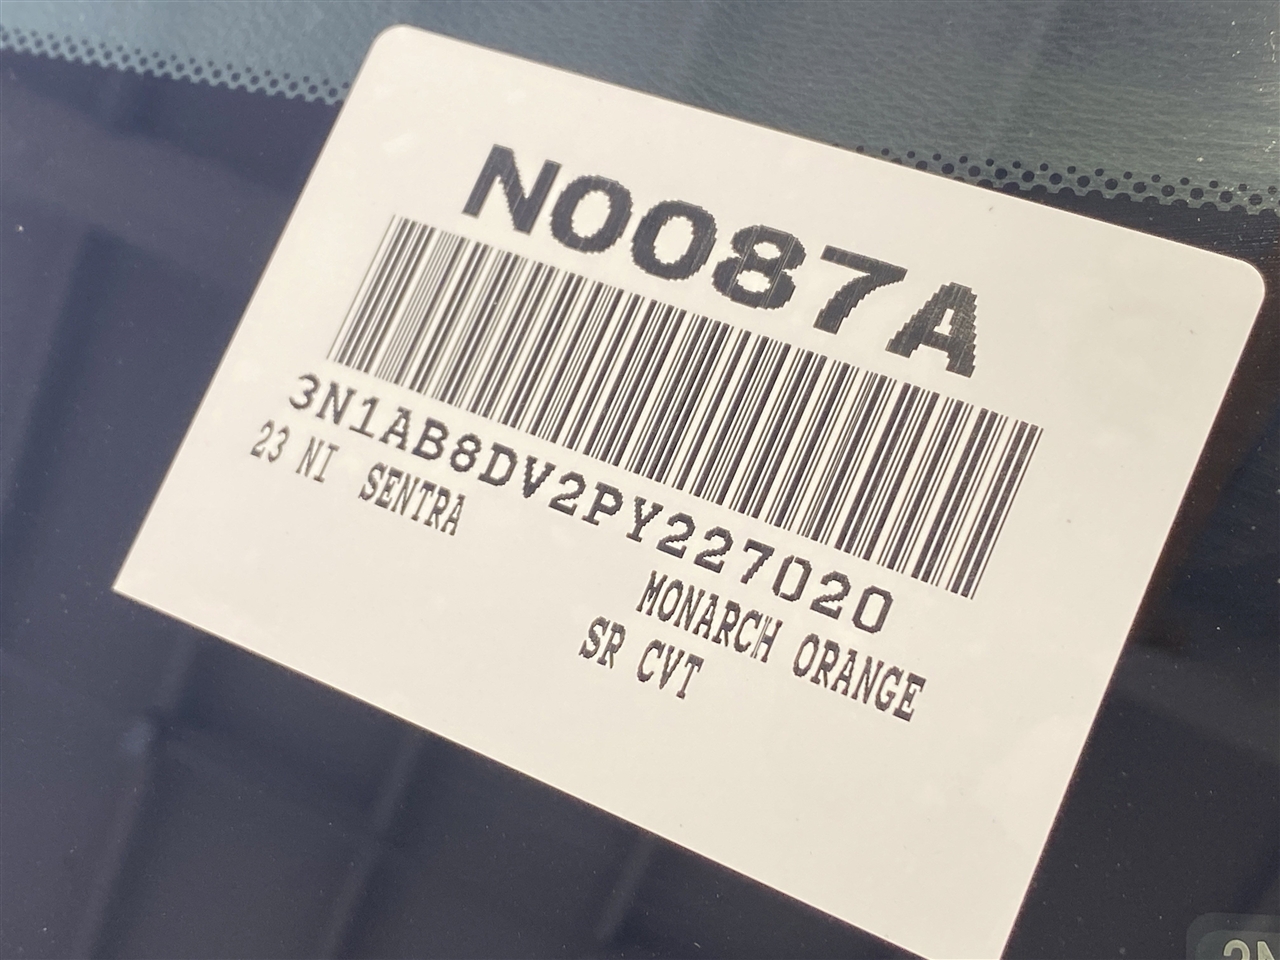 N0087A
3N1AB8DV2PY227020
23 NI SENTRA
MONARCH ORANGE
SR CVT